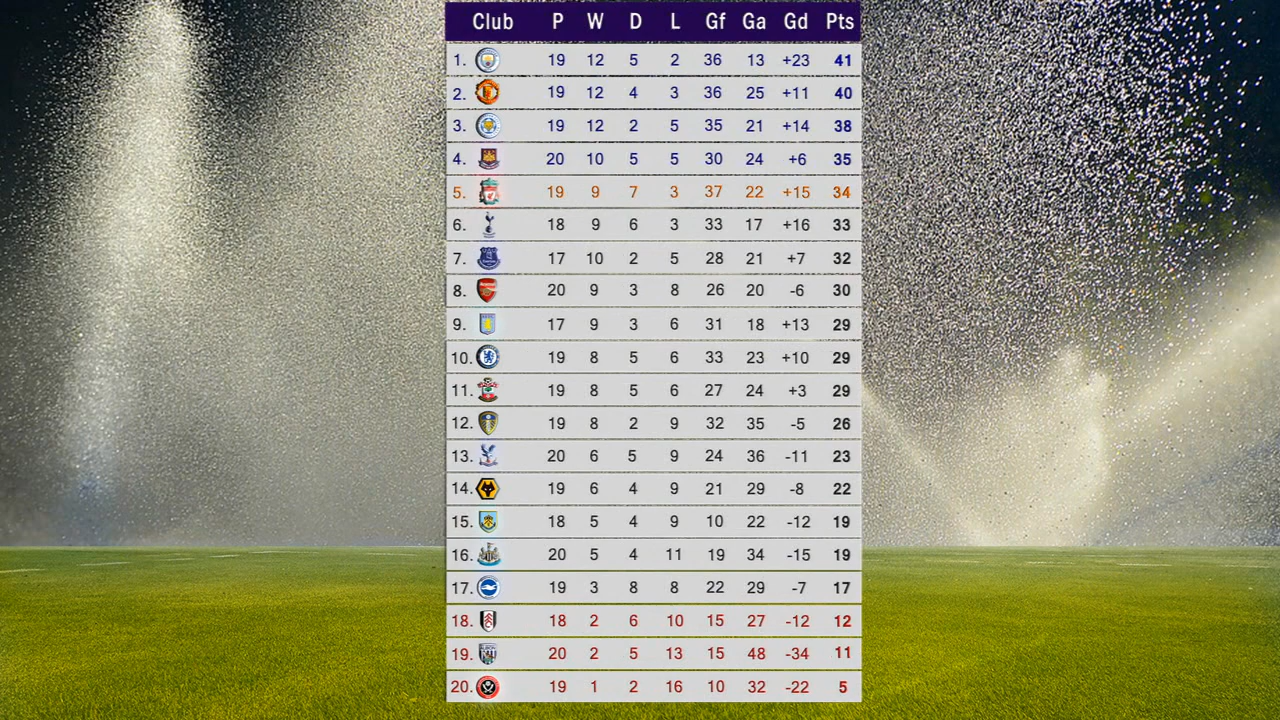 Club P W D L Gf Ga Gd Pts
1. 19 12 5 2 36 13 +23 41
2. 19 12 4 3 36 25 +11 40
3. 19 12 2 5 35 21 +14 38
4. 20 10 5 5 30 24 +6 35
5. 19 9 7 3 37 22 +15 34
6. 18 9 6 3 33 17 +16 33
7. 17 10 2 5 28 21 +7 32
8. 20 9 3 8 26 20 -6 30
9. 17 9 3 6 31 18 +13 29
10. 19 8 5 6 33 23 +10 29
11. 19 8 5 6 27 24 +3 29
12. 19 8 2 9 32 35 -5 26
13. 20 6 5 9 24 36 -11 23
14. 19 6 4 9 21 29 -8 22
15. 18 5 4 9 10 22 -12 19
16. 20 5 4 11 19 34 -15 19
17. 19 3 8 8 22 29 -7 17
18. 18 2 6 10 15 27 -12 12
19. 20 2 5 13 15 48 -34 11
20. 19 1 2 16 10 32 -22 5